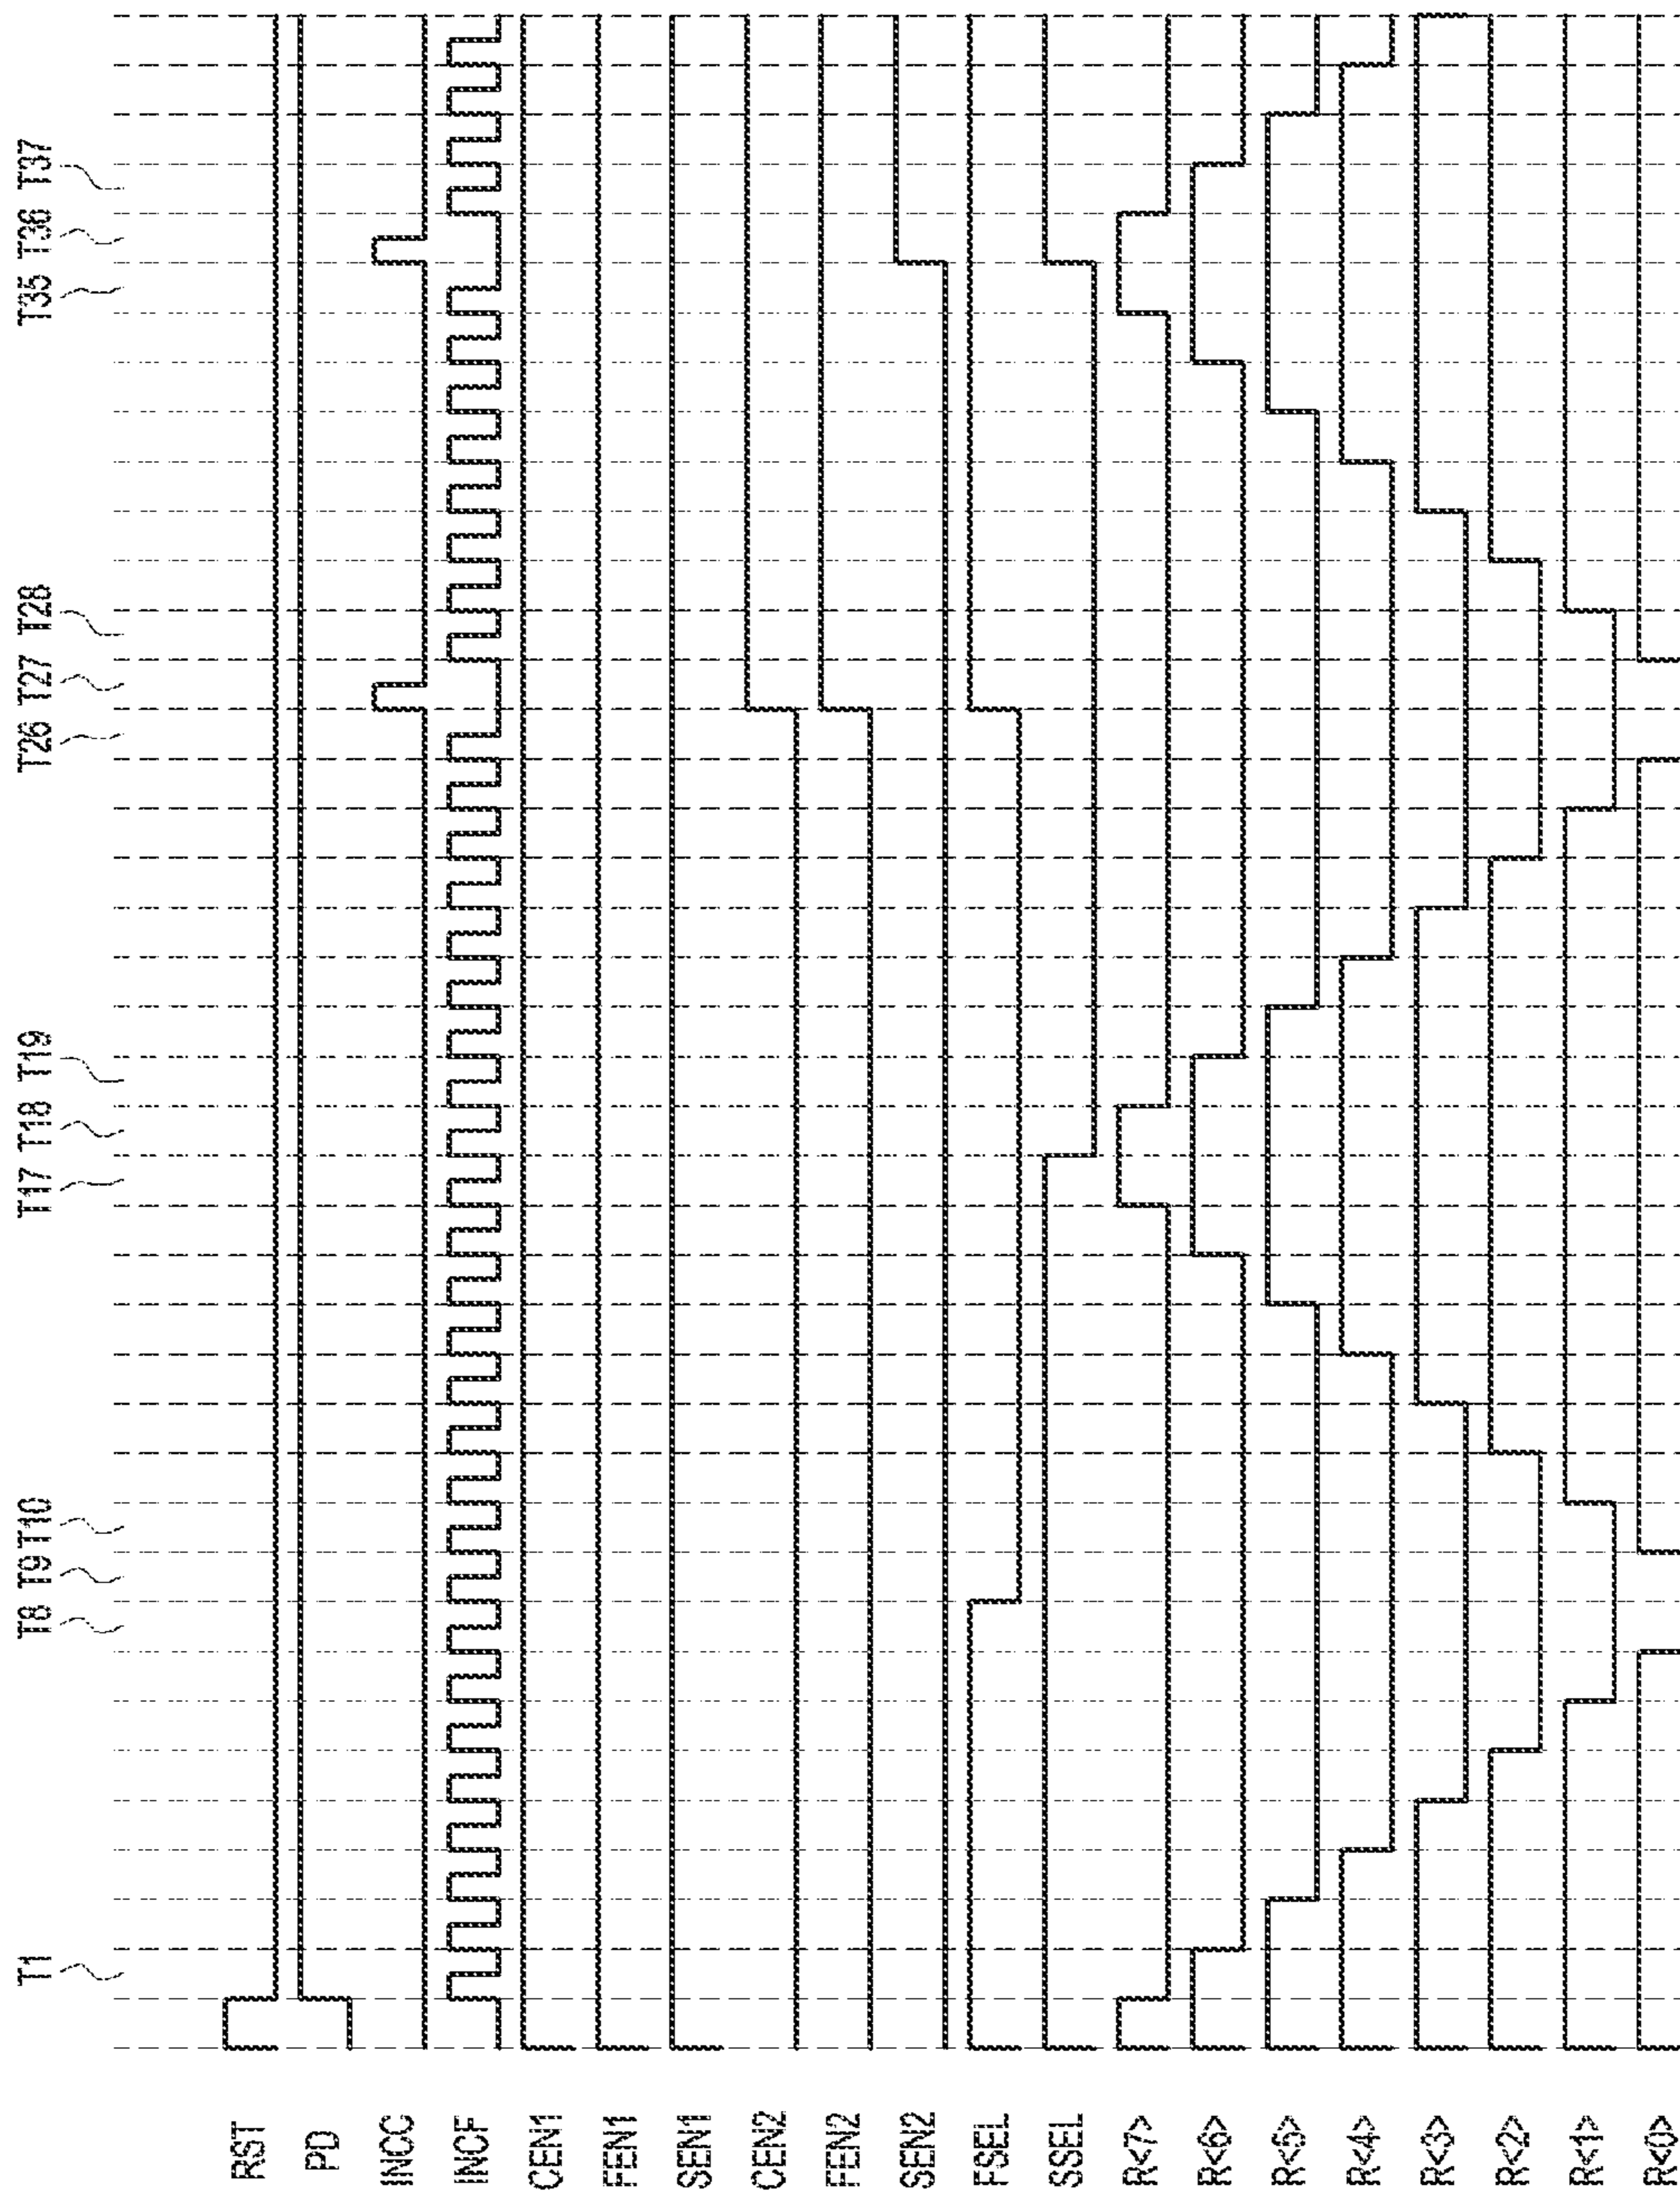 T1 T8 T9 T10 T17 T18 T19 T26 T27 T28 T35 T36 T37
RST
PD
INCC
INCF
CEN1
FEN1
SEN1
CEN2
FEN2
SEN2
FSEL
SSEL
R<7>
R<6>
R<5>
R<4>
R<3>
R<2>
R<1>
R<0>